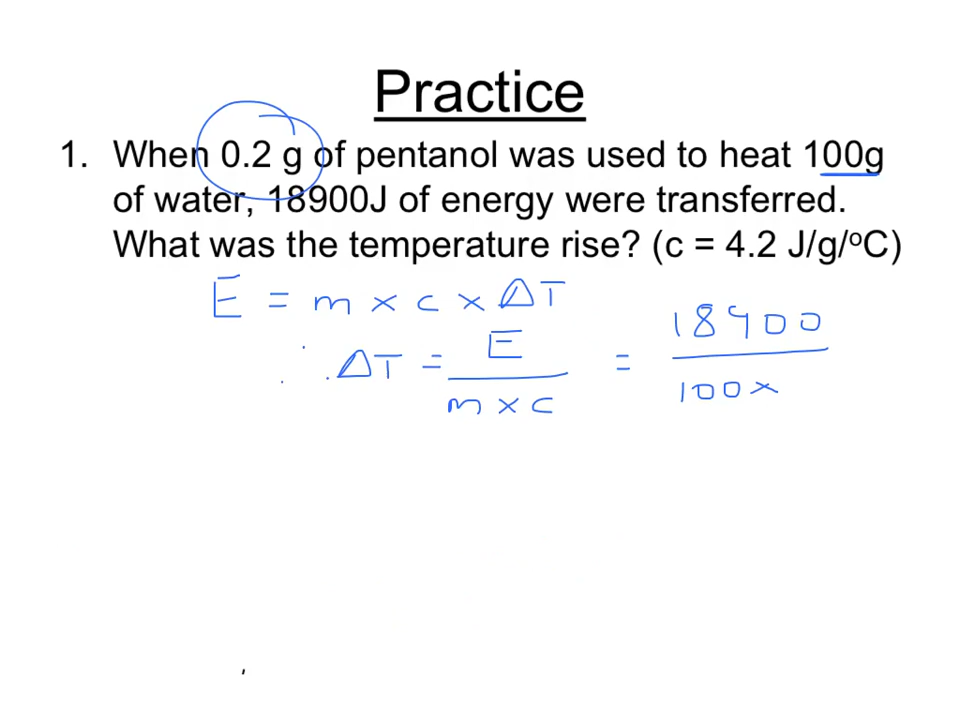 Practice
1. When 0.2 g of pentanol was used to heat 100g
of water, 18900J of energy were transferred.
What was the temperature rise? (c = 4.2 J/g/°C)
E = m × c × ΔT
∴ ΔT = E / m × c = 18900 / 100 ×